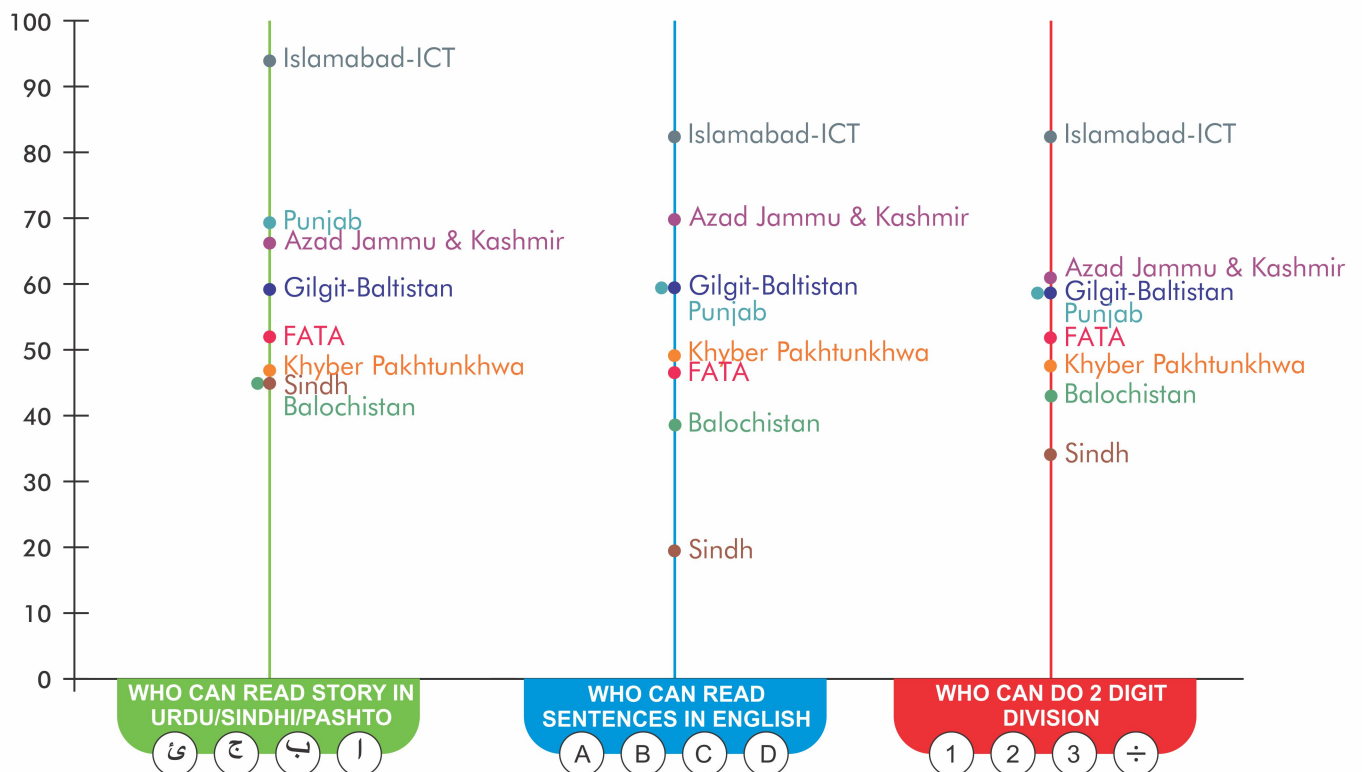 100
90
80
70
60
50
40
30
20
10
0
Islamabad-ICT
Punjab
Azad Jammu & Kashmir
Gilgit-Baltistan
FATA
Khyber Pakhtunkhwa
Sindh
Balochistan
WHO CAN READ STORY IN
URDU/SINDHI/PASHTO
ئ ج ب ا
Islamabad-ICT
Azad Jammu & Kashmir
Gilgit-Baltistan
Punjab
Khyber Pakhtunkhwa
FATA
Balochistan
Sindh
WHO CAN READ
SENTENCES IN ENGLISH
A B C D
Islamabad-ICT
Azad Jammu & Kashmir
Gilgit-Baltistan
Punjab
FATA
Khyber Pakhtunkhwa
Balochistan
Sindh
WHO CAN DO 2 DIGIT
DIVISION
1 2 3 ÷